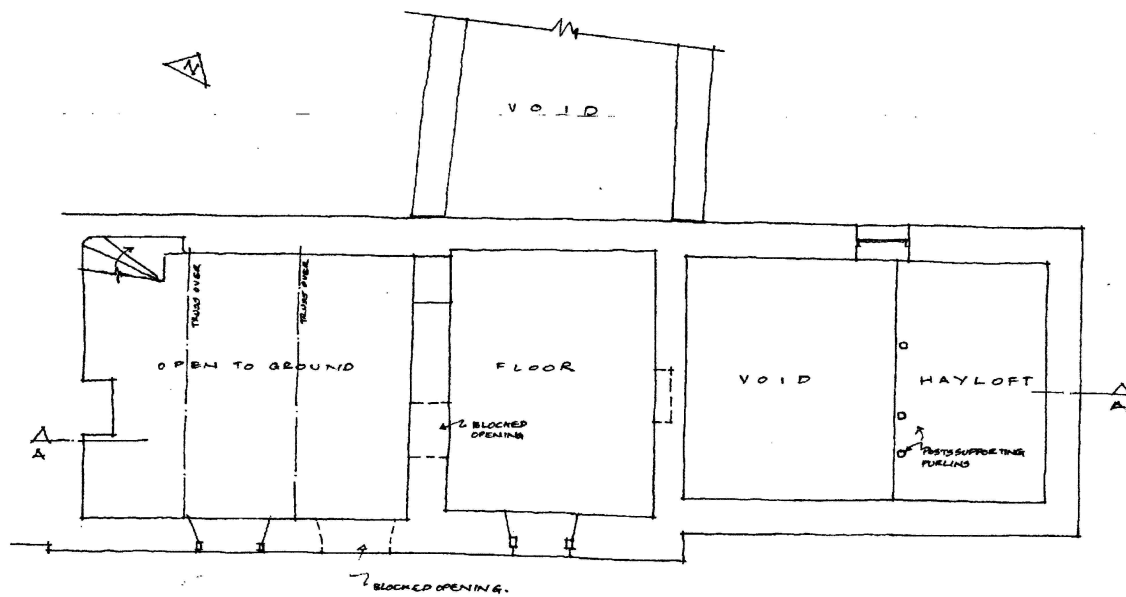 N
VOID
TRUSS OVER
TRUSS OVER
OPEN TO GROUND
FLOOR
VOID
HAYLOFT
BLOCKED
OPENING
A
A
POSTS SUPPORTING
PURLINS
BLOCKED OPENING.